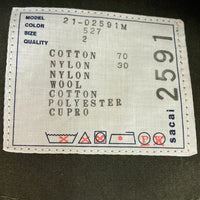 MODEL 21-02591M
COLOR 527
SIZE 2
QUALITY
COTTON 70
NYLON 30
NYLON
WOOL
COTTON
POLYESTER
CUPRO
sacai 2591